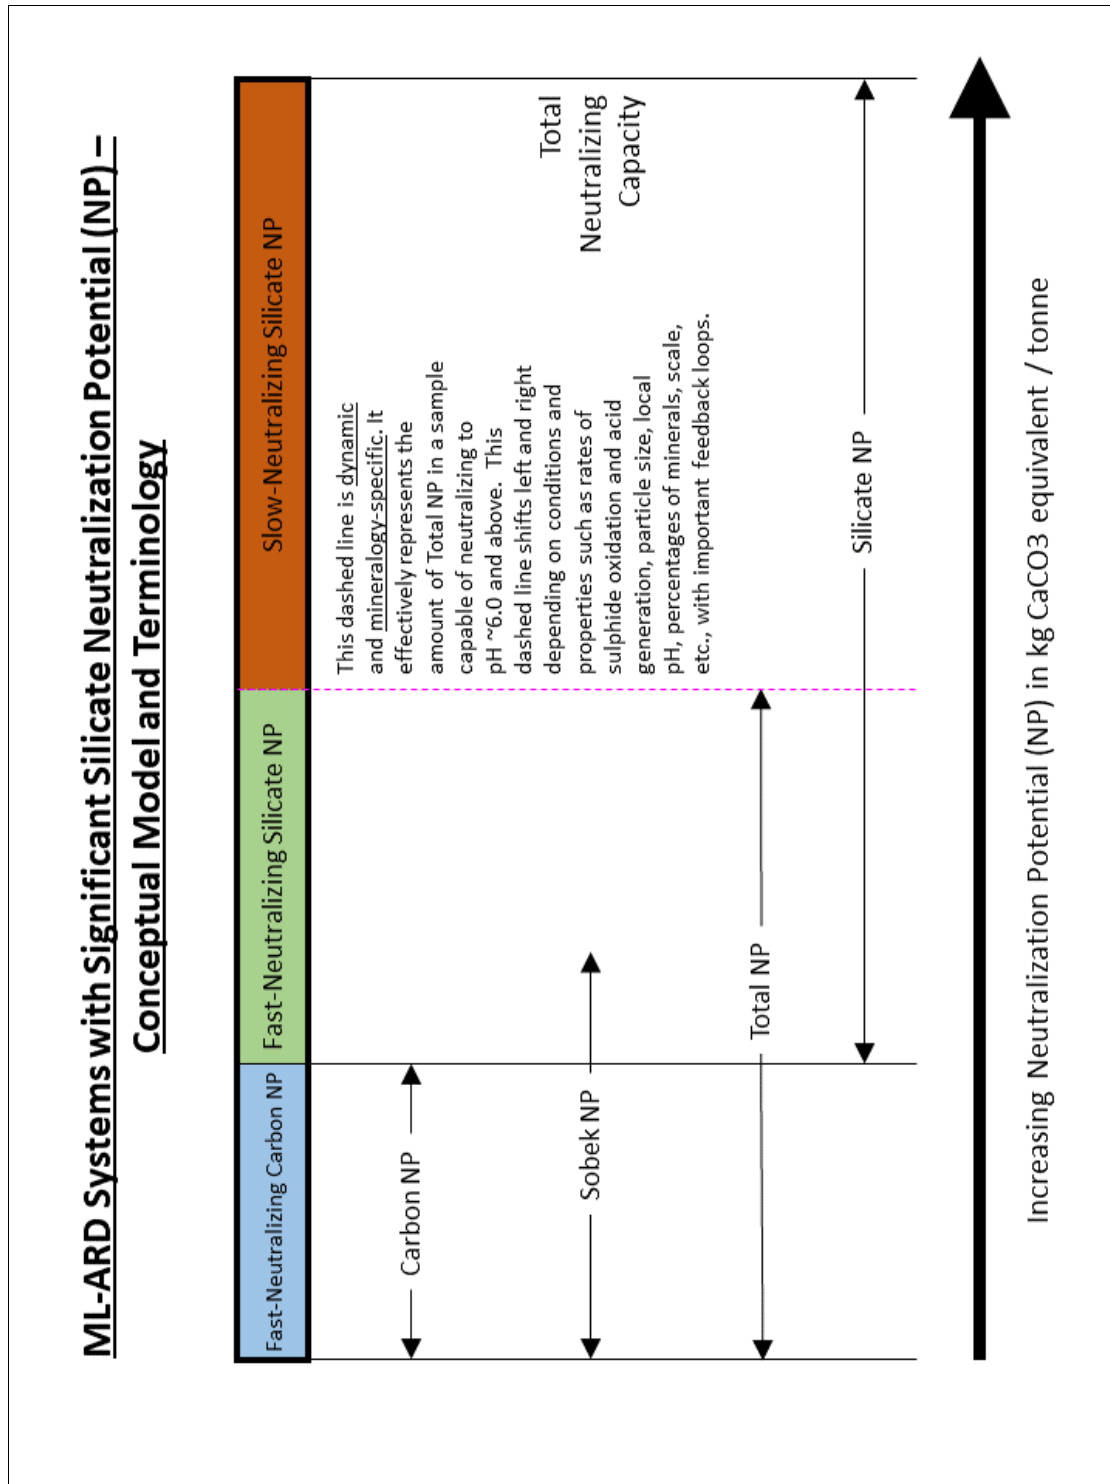 ML-ARD Systems with Significant Silicate Neutralization Potential (NP) –
Conceptual Model and Terminology
Fast-Neutralizing Carbon NP
Fast-Neutralizing Silicate NP
Slow-Neutralizing Silicate NP
This dashed line is dynamic
and mineralogy-specific. It
effectively represents the
amount of Total NP in a sample
capable of neutralizing to
pH ~6.0 and above. This
dashed line shifts left and right
depending on conditions and
properties such as rates of
sulphide oxidation and acid
generation, particle size, local
pH, percentages of minerals, scale,
etc., with important feedback loops.
Total
Neutralizing
Capacity
Carbon NP
Sobek NP
Total NP
Silicate NP
Increasing Neutralization Potential (NP) in kg CaCO3 equivalent / tonne